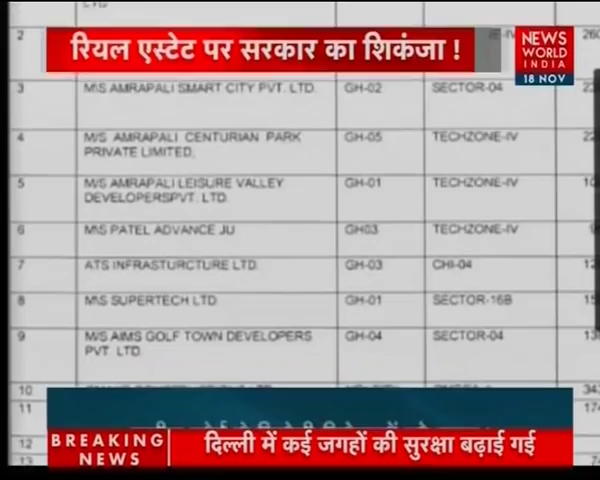 रियल एस्टेट पर सरकार का शिकंजा !
NEWS
WORLD
INDIA
18 NOV
2
3 M\S AMRAPALI SMART CITY PVT. LTD. GH-02 SECTOR-04
4 M/S AMRAPALI CENTURIAN PARK PRIVATE LIMITED, GH-05 TECHZONE-IV
5 M/S AMRAPALI LEISURE VALLEY DEVELOPERSPVT. LTD. GH-01 TECHZONE-IV
6 M\S PATEL ADVANCE JU GH03 TECHZONE-IV
7 ATS INFRASTURCTURE LTD. GH-03 CHI-04
8 M\S SUPERTECH LTD GH-01 SECTOR-16B
9 M/S AIMS GOLF TOWN DEVELOPERS PVT. LTD. GH-04 SECTOR-04
10
11
12
13
BREAKING
NEWS
दिल्ली में कई जगहों की सुरक्षा बढ़ाई गई